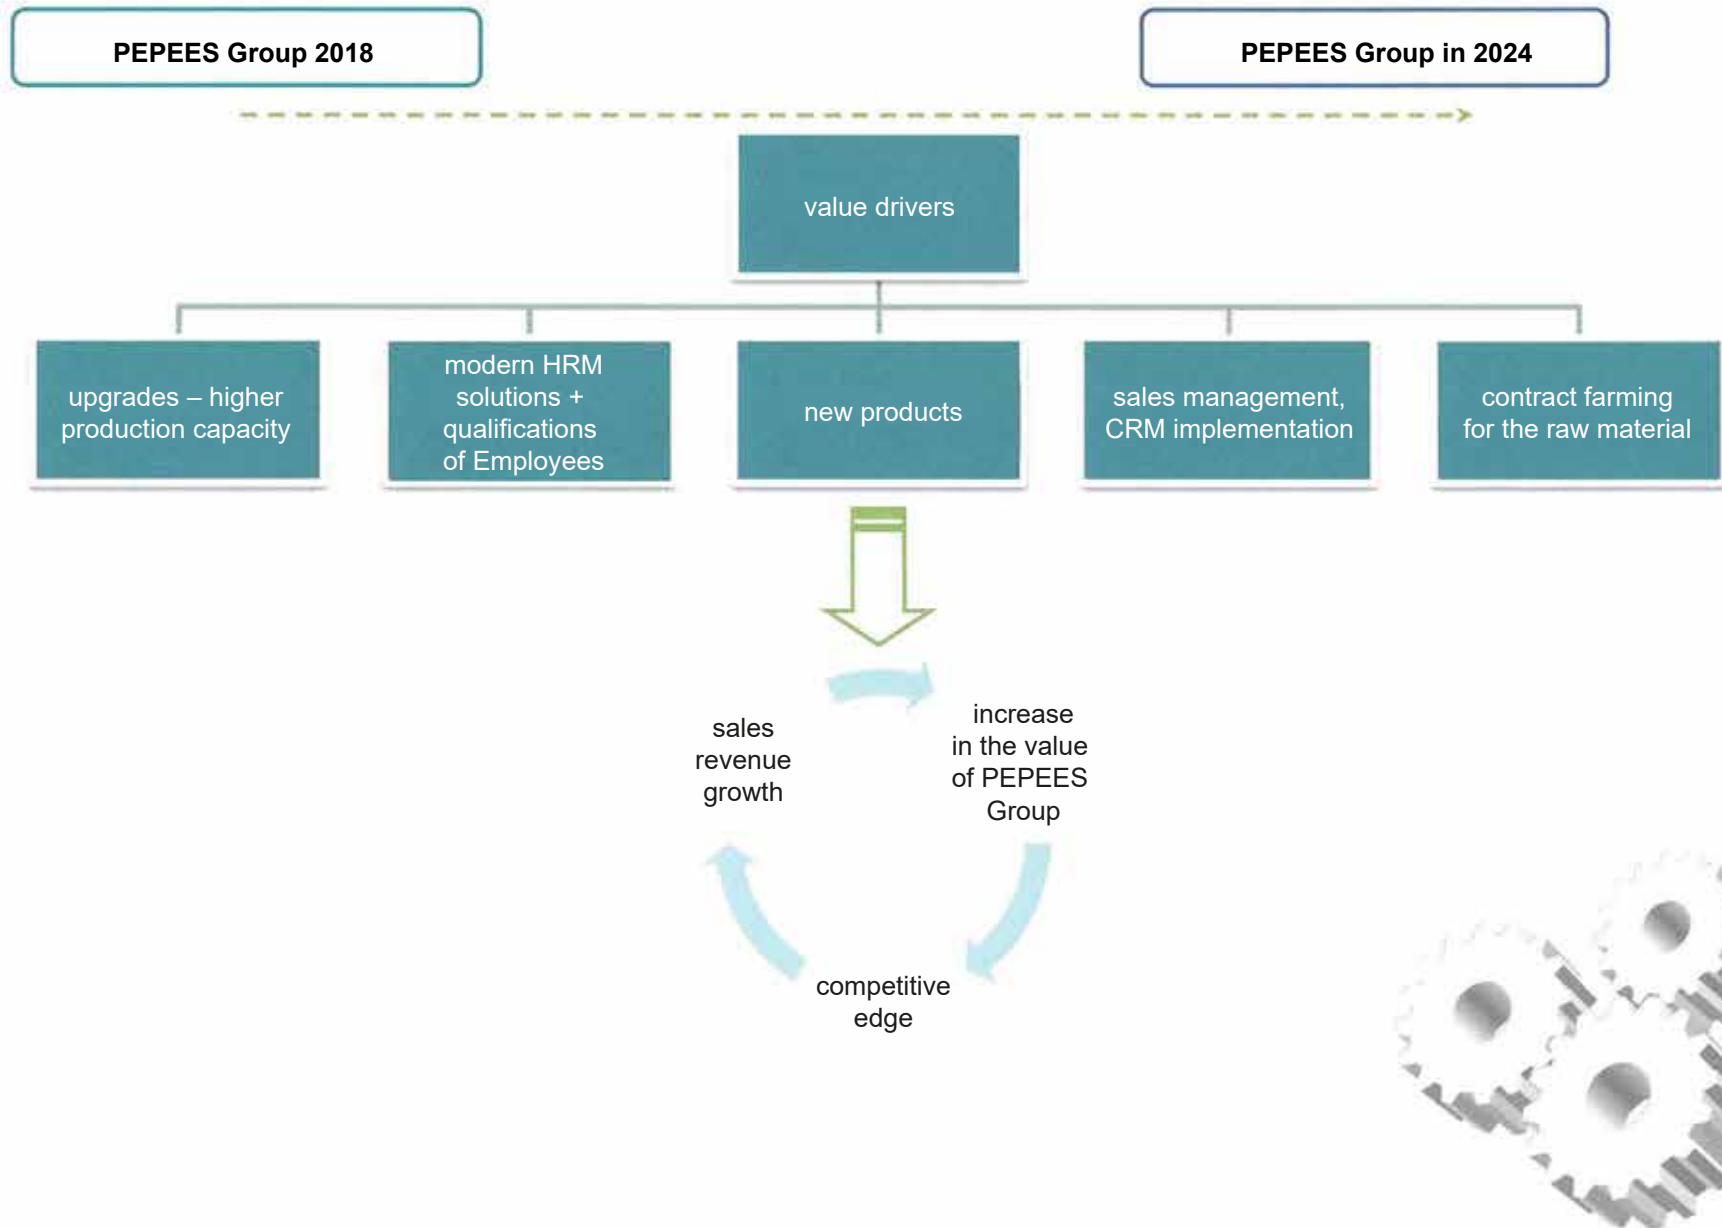 PEPEES Group 2018
PEPEES Group in 2024
value drivers
upgrades – higher
production capacity
modern HRM
solutions +
qualifications
of Employees
new products
sales management,
CRM implementation
contract farming
for the raw material
sales
revenue
growth
increase
in the value
of PEPEES
Group
competitive
edge